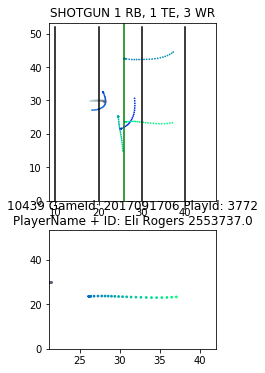 SHOTGUN 1 RB, 1 TE, 3 WR
50
40
30
20
10
0
10 20 30 40
10439 GameId: 2017091706 PlayId: 3772
PlayerName + ID: Eli Rogers 2553737.0
40
20
0
25 30 35 40